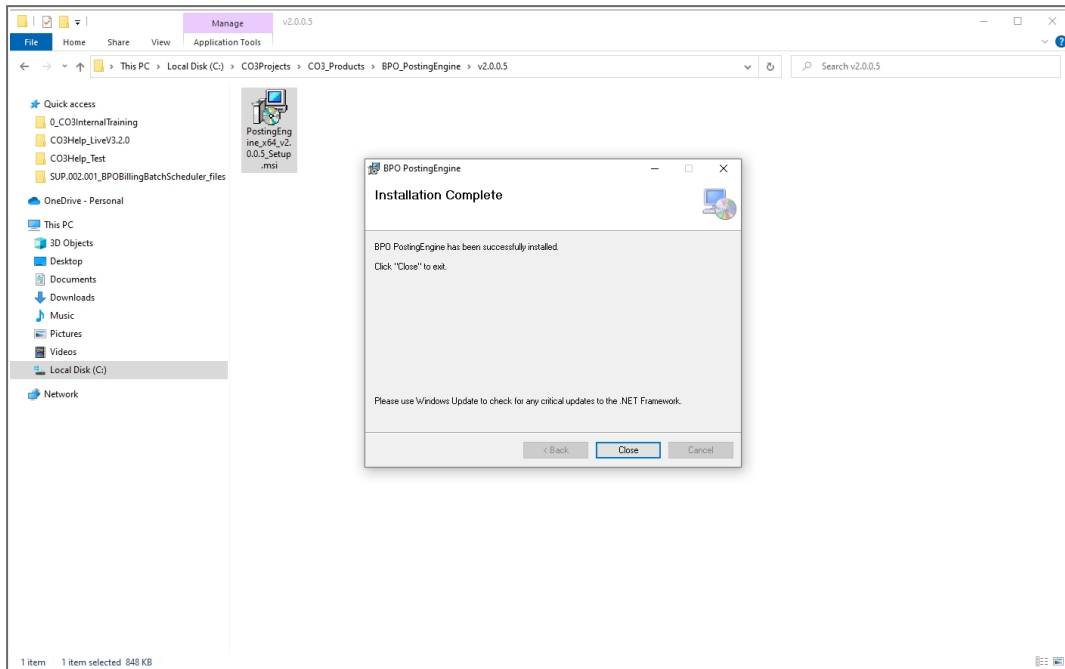 Manage
v2.0.0.5
File
Home
Share
View
Application Tools
This PC > Local Disk (C:) > CO3Projects > CO3_Products > BPO_PostingEngine > v2.0.0.5
Search v2.0.0.5
Quick access
0_CO3InternalTraining
CO3Help_LiveV3.2.0
CO3Help_Test
SUP.002.001_BPOBillingBatchScheduler_files
OneDrive - Personal
This PC
3D Objects
Desktop
Documents
Downloads
Music
Pictures
Videos
Local Disk (C:)
Network
PostingEng
ine_x64_v2.
0.0.5_Setup
.msi
BPO PostingEngine
Installation Complete
BPO PostingEngine has been successfully installed.
Click "Close" to exit.
Please use Windows Update to check for any critical updates to the .NET Framework.
< Back
Close
Cancel
1 item
1 item selected 848 KB